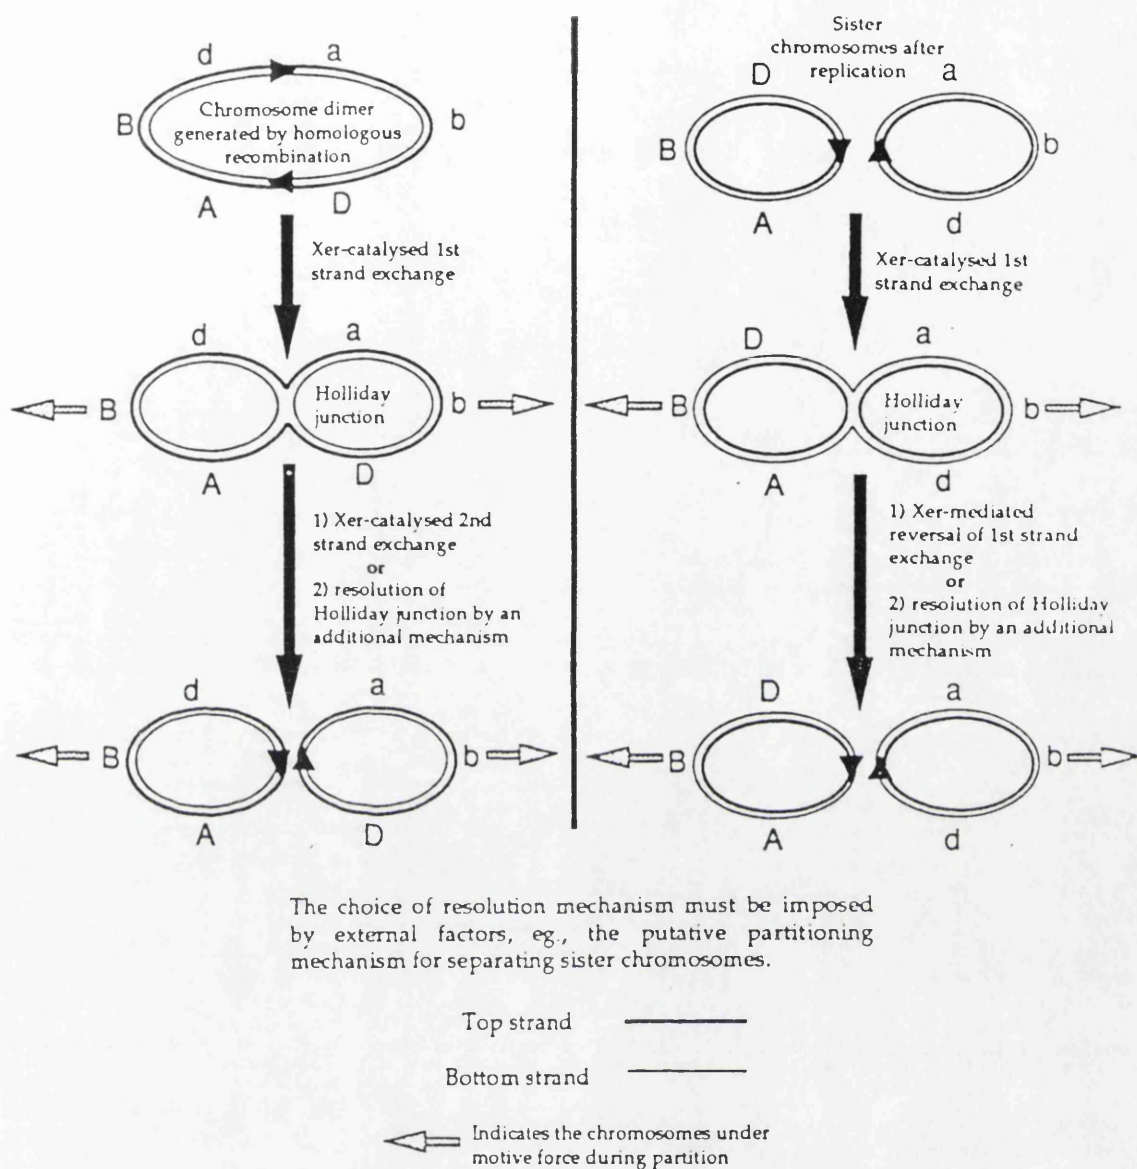 d
a
B
Chromosome dimer
generated by homologous
recombination
b
A
D
Xer-catalysed 1st
strand exchange
d
a
B
Holliday
junction
b
A
D
1) Xer-catalysed 2nd
strand exchange
or
2) resolution of
Holliday junction by an
additional mechanism
d
a
B
b
A
D
Sister
chromosomes after
replication
D
a
B
b
A
d
Xer-catalysed 1st
strand exchange
D
a
B
Holliday
junction
b
A
d
1) Xer-mediated
reversal of 1st strand
exchange
or
2) resolution of Holliday
junction by an additional
mechanism
D
a
B
b
A
d
The choice of resolution mechanism must be imposed
by external factors, eg., the putative partitioning
mechanism for separating sister chromosomes.
Top strand
Bottom strand
Indicates the chromosomes under
motive force during partition